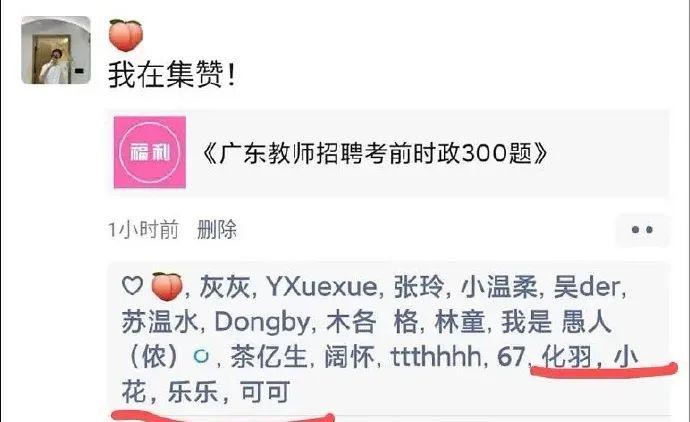 🍑
我在集赞!
福利
《广东教师招聘考前时政300题》
1小时前 删除
♡🍑, 灰灰, YXuexue, 张玲, 小温柔, 吴der,
苏温水, Dongby, 木各 格, 林童, 我是 愚人
(侬), 茶亿生, 阔怀, ttthhhh, 67, 化羽, 小
花, 乐乐, 可可